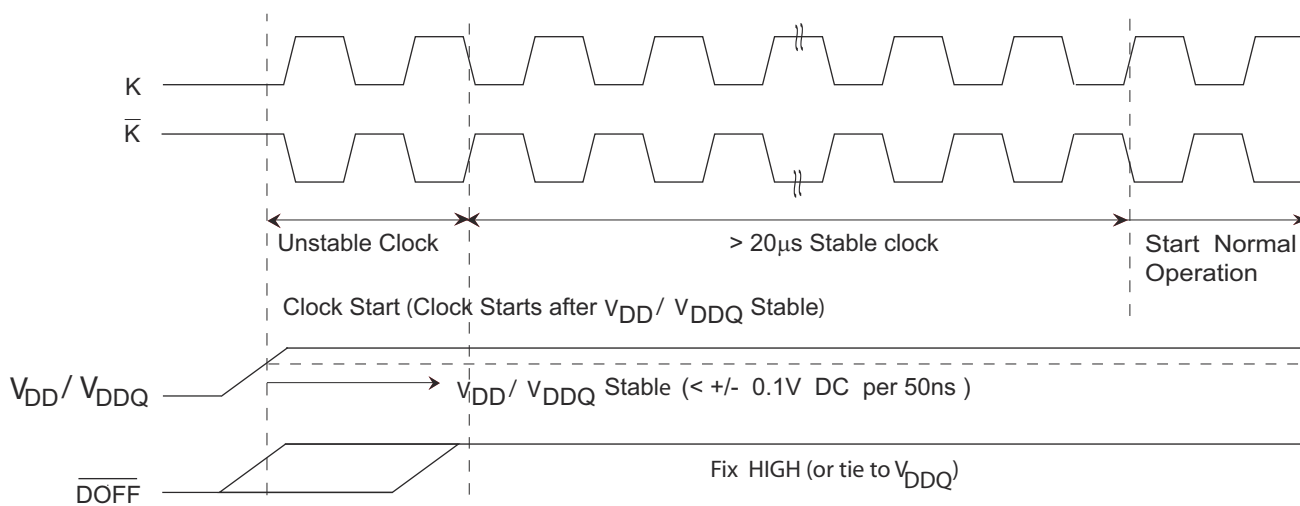 K
K̅
Unstable Clock
> 20μs Stable clock
Start Normal
Operation
Clock Start (Clock Starts after VDD/ VDDQ Stable)
VDD/ VDDQ
VDD/ VDDQ Stable (< +/- 0.1V DC per 50ns )
D̅O̅F̅F̅
Fix HIGH (or tie to VDDQ)